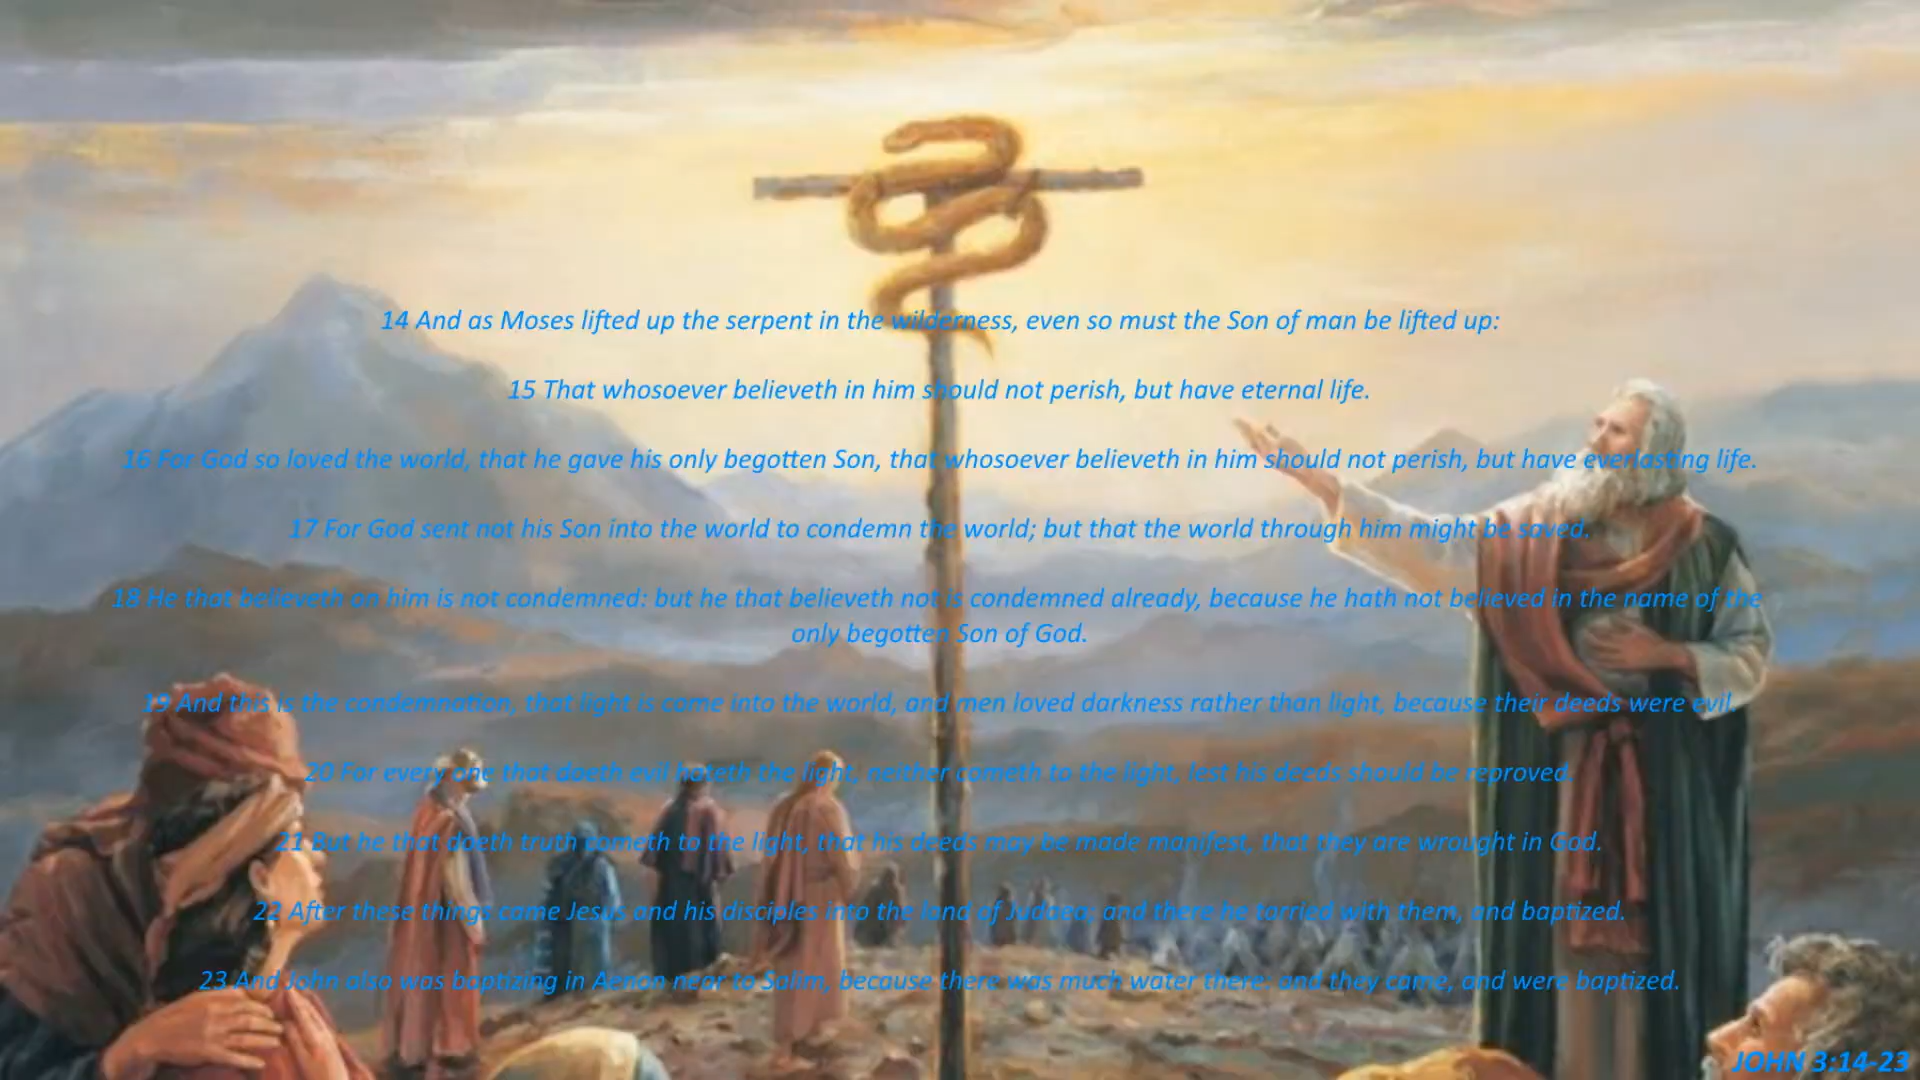 14 And as Moses lifted up the serpent in the wilderness, even so must the Son of man be lifted up:
15 That whosoever believeth in him should not perish, but have eternal life.
16 For God so loved the world, that he gave his only begotten Son, that whosoever believeth in him should not perish, but have everlasting life.
17 For God sent not his Son into the world to condemn the world; but that the world through him might be saved.
18 He that believeth on him is not condemned: but he that believeth not is condemned already, because he hath not believed in the name of the
only begotten Son of God.
19 And this is the condemnation, that light is come into the world, and men loved darkness rather than light, because their deeds were evil.
20 For every one that doeth evil hateth the light, neither cometh to the light, lest his deeds should be reproved.
21 But he that doeth truth cometh to the light, that his deeds may be made manifest, that they are wrought in God.
22 After these things came Jesus and his disciples into the land of Judaea; and there he tarried with them, and baptized.
23 And John also was baptizing in Aenon near to Salim, because there was much water there: and they came, and were baptized.
JOHN 3:14-23